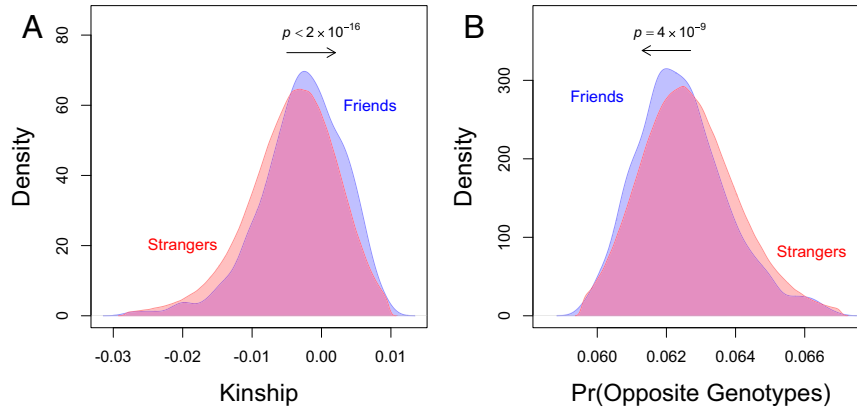 A
p < 2 × 10⁻¹⁶
80
60
40
20
0
Density
Friends
Strangers
-0.03 -0.02 -0.01 0.00 0.01
Kinship
B
p = 4 × 10⁻⁹
300
200
100
0
Density
Friends
Strangers
0.060 0.062 0.064 0.066
Pr(Opposite Genotypes)